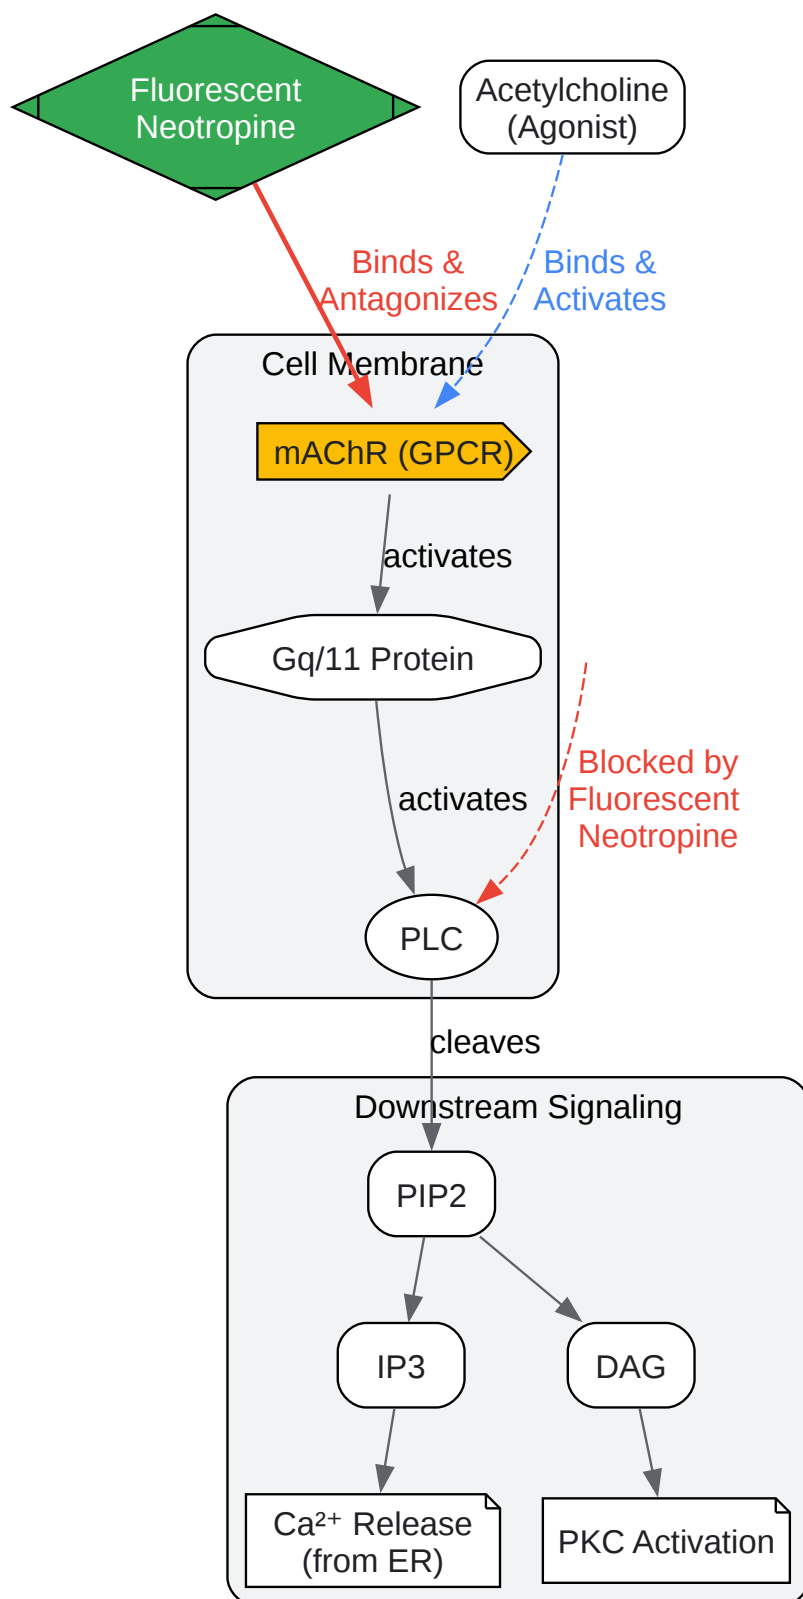 Fluorescent
Neotropine
Acetylcholine
(Agonist)
Binds &
Antagonizes
Binds &
Activates
Cell Membrane
mAChR (GPCR)
activates
Gq/11 Protein
activates
Blocked by
Fluorescent
Neotropine
PLC
cleaves
Downstream Signaling
PIP2
IP3
DAG
Ca²⁺ Release
(from ER)
PKC Activation